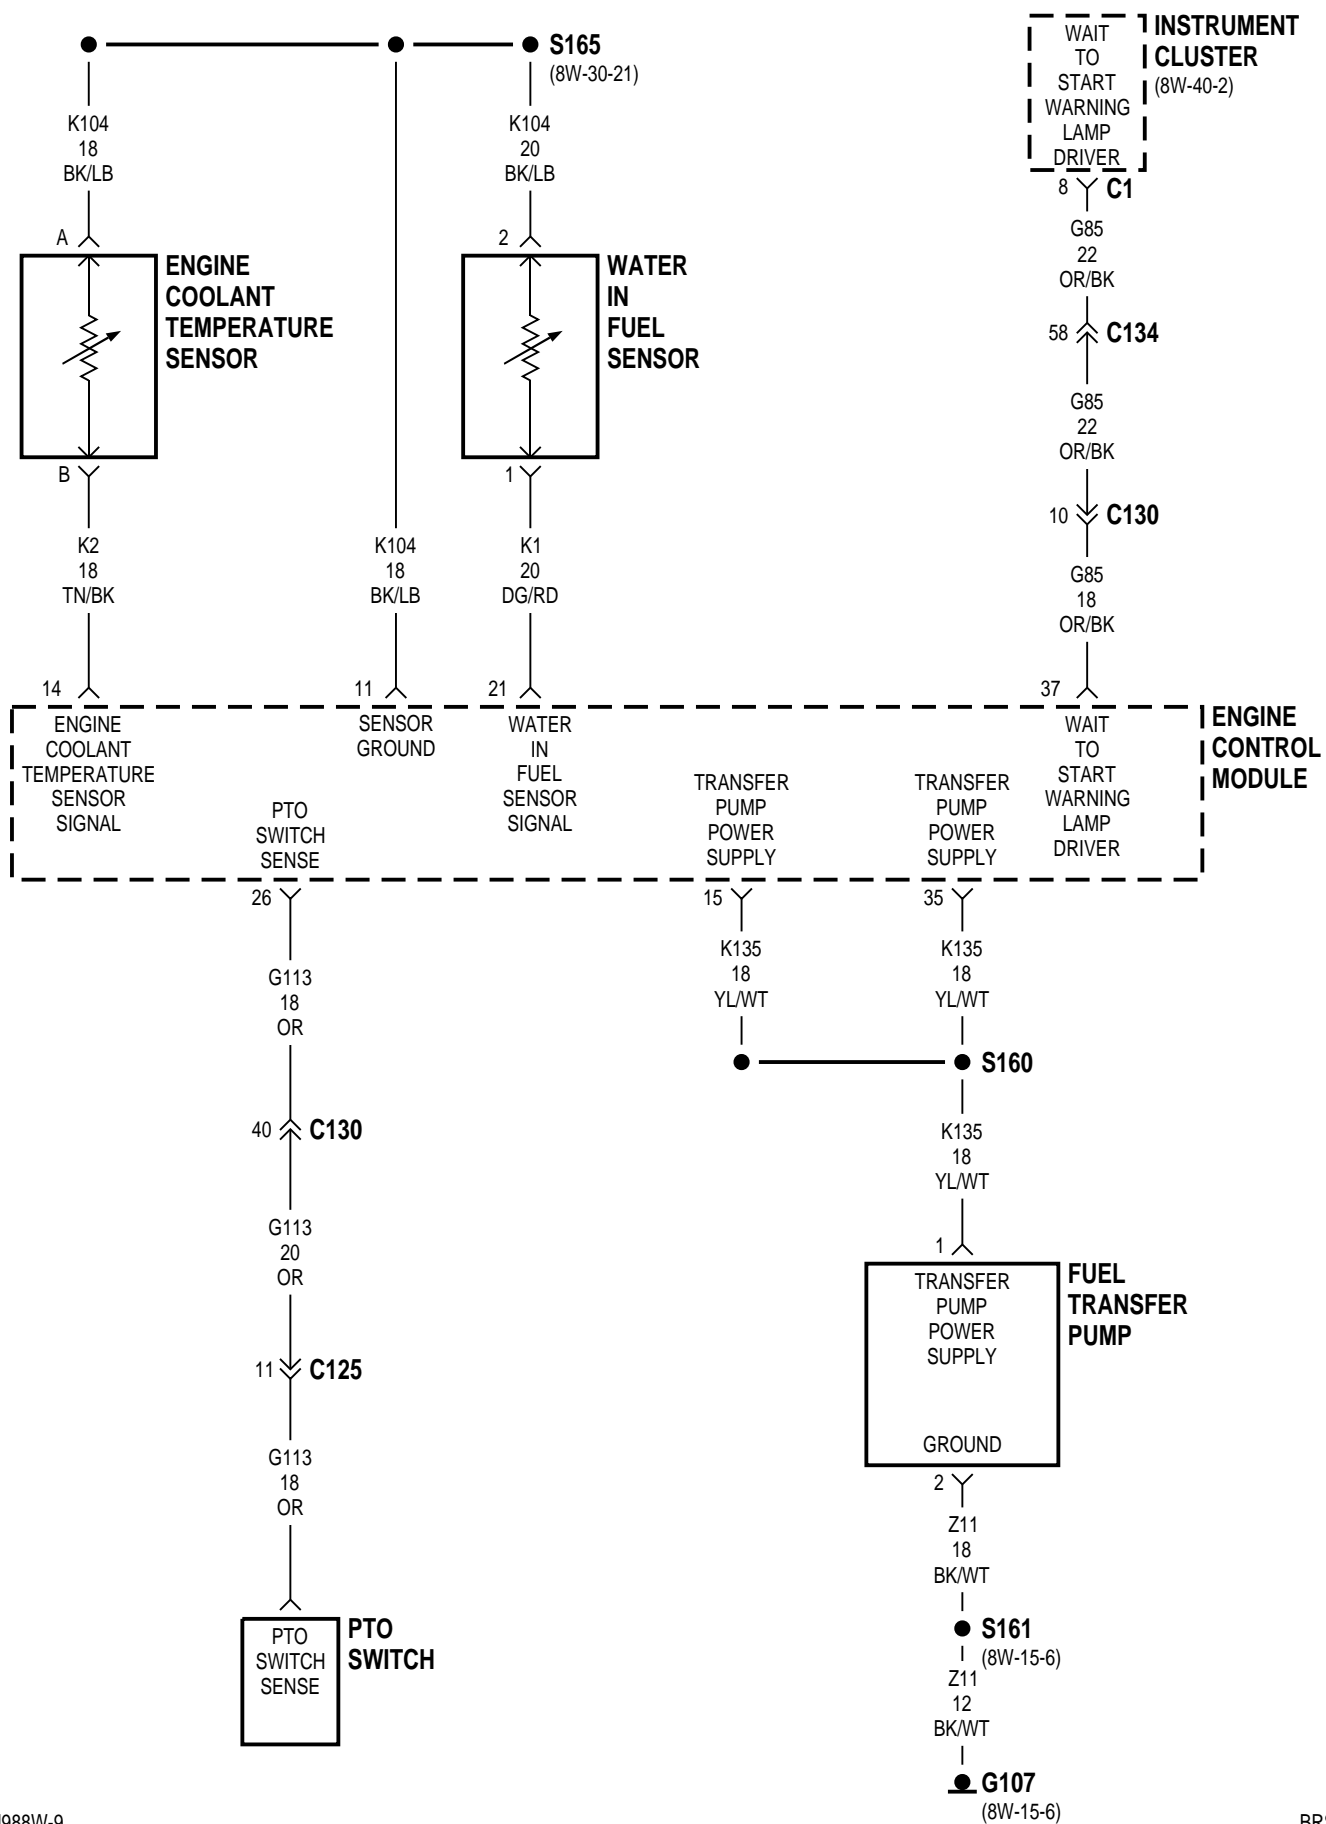 S165
(8W-30-21)
K104
18
BK/LB
K104
20
BK/LB
A
ENGINE
COOLANT
TEMPERATURE
SENSOR
B
2
WATER
IN
FUEL
SENSOR
1
K2
18
TN/BK
K104
18
BK/LB
K1
20
DG/RD
WAIT
TO
START
WARNING
LAMP
DRIVER
INSTRUMENT
CLUSTER
(8W-40-2)
8
C1
G85
22
OR/BK
58
C134
G85
22
OR/BK
10
C130
G85
18
OR/BK
14
11
21
37
ENGINE
COOLANT
TEMPERATURE
SENSOR
SIGNAL
SENSOR
GROUND
WATER
IN
FUEL
SENSOR
SIGNAL
WAIT
TO
START
WARNING
LAMP
DRIVER
ENGINE
CONTROL
MODULE
PTO
SWITCH
SENSE
TRANSFER
PUMP
POWER
SUPPLY
TRANSFER
PUMP
POWER
SUPPLY
26
15
35
G113
18
OR
40
C130
G113
20
OR
11
C125
G113
18
OR
PTO
SWITCH
SENSE
PTO
SWITCH
K135
18
YL/WT
K135
18
YL/WT
S160
K135
18
YL/WT
1
TRANSFER
PUMP
POWER
SUPPLY
GROUND
FUEL
TRANSFER
PUMP
2
Z11
18
BK/WT
S161
(8W-15-6)
Z11
12
BK/WT
G107
(8W-15-6)